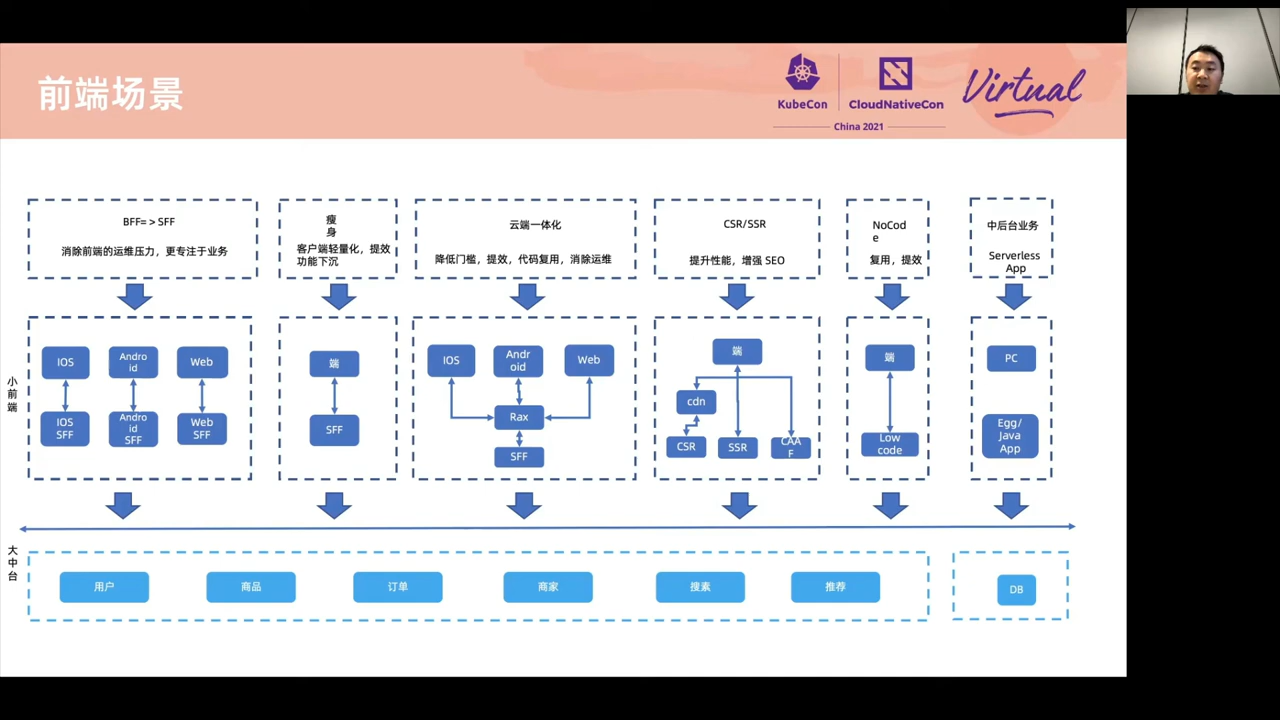 前端场景
KubeCon
CloudNativeCon
Virtual
China 2021
BFF= > SFF
消除前端的运维压力，更专注于业务
瘦
身
客户端轻量化，提效
功能下沉
云端一体化
降低门槛，提效，代码复用，消除运维
CSR/SSR
提升性能，增强 SEO
NoCod
e
复用，提效
中后台业务
Serverless
App
小
前
端
IOS
Andro
id
Web
IOS
SFF
Andro
id
SFF
Web
SFF
端
SFF
IOS
Andr
oid
Web
Rax
SFF
端
cdn
CSR
SSR
CAA
F
端
Low
code
PC
Egg/
Java
App
大
中
台
用户
商品
订单
商家
搜素
推荐
DB